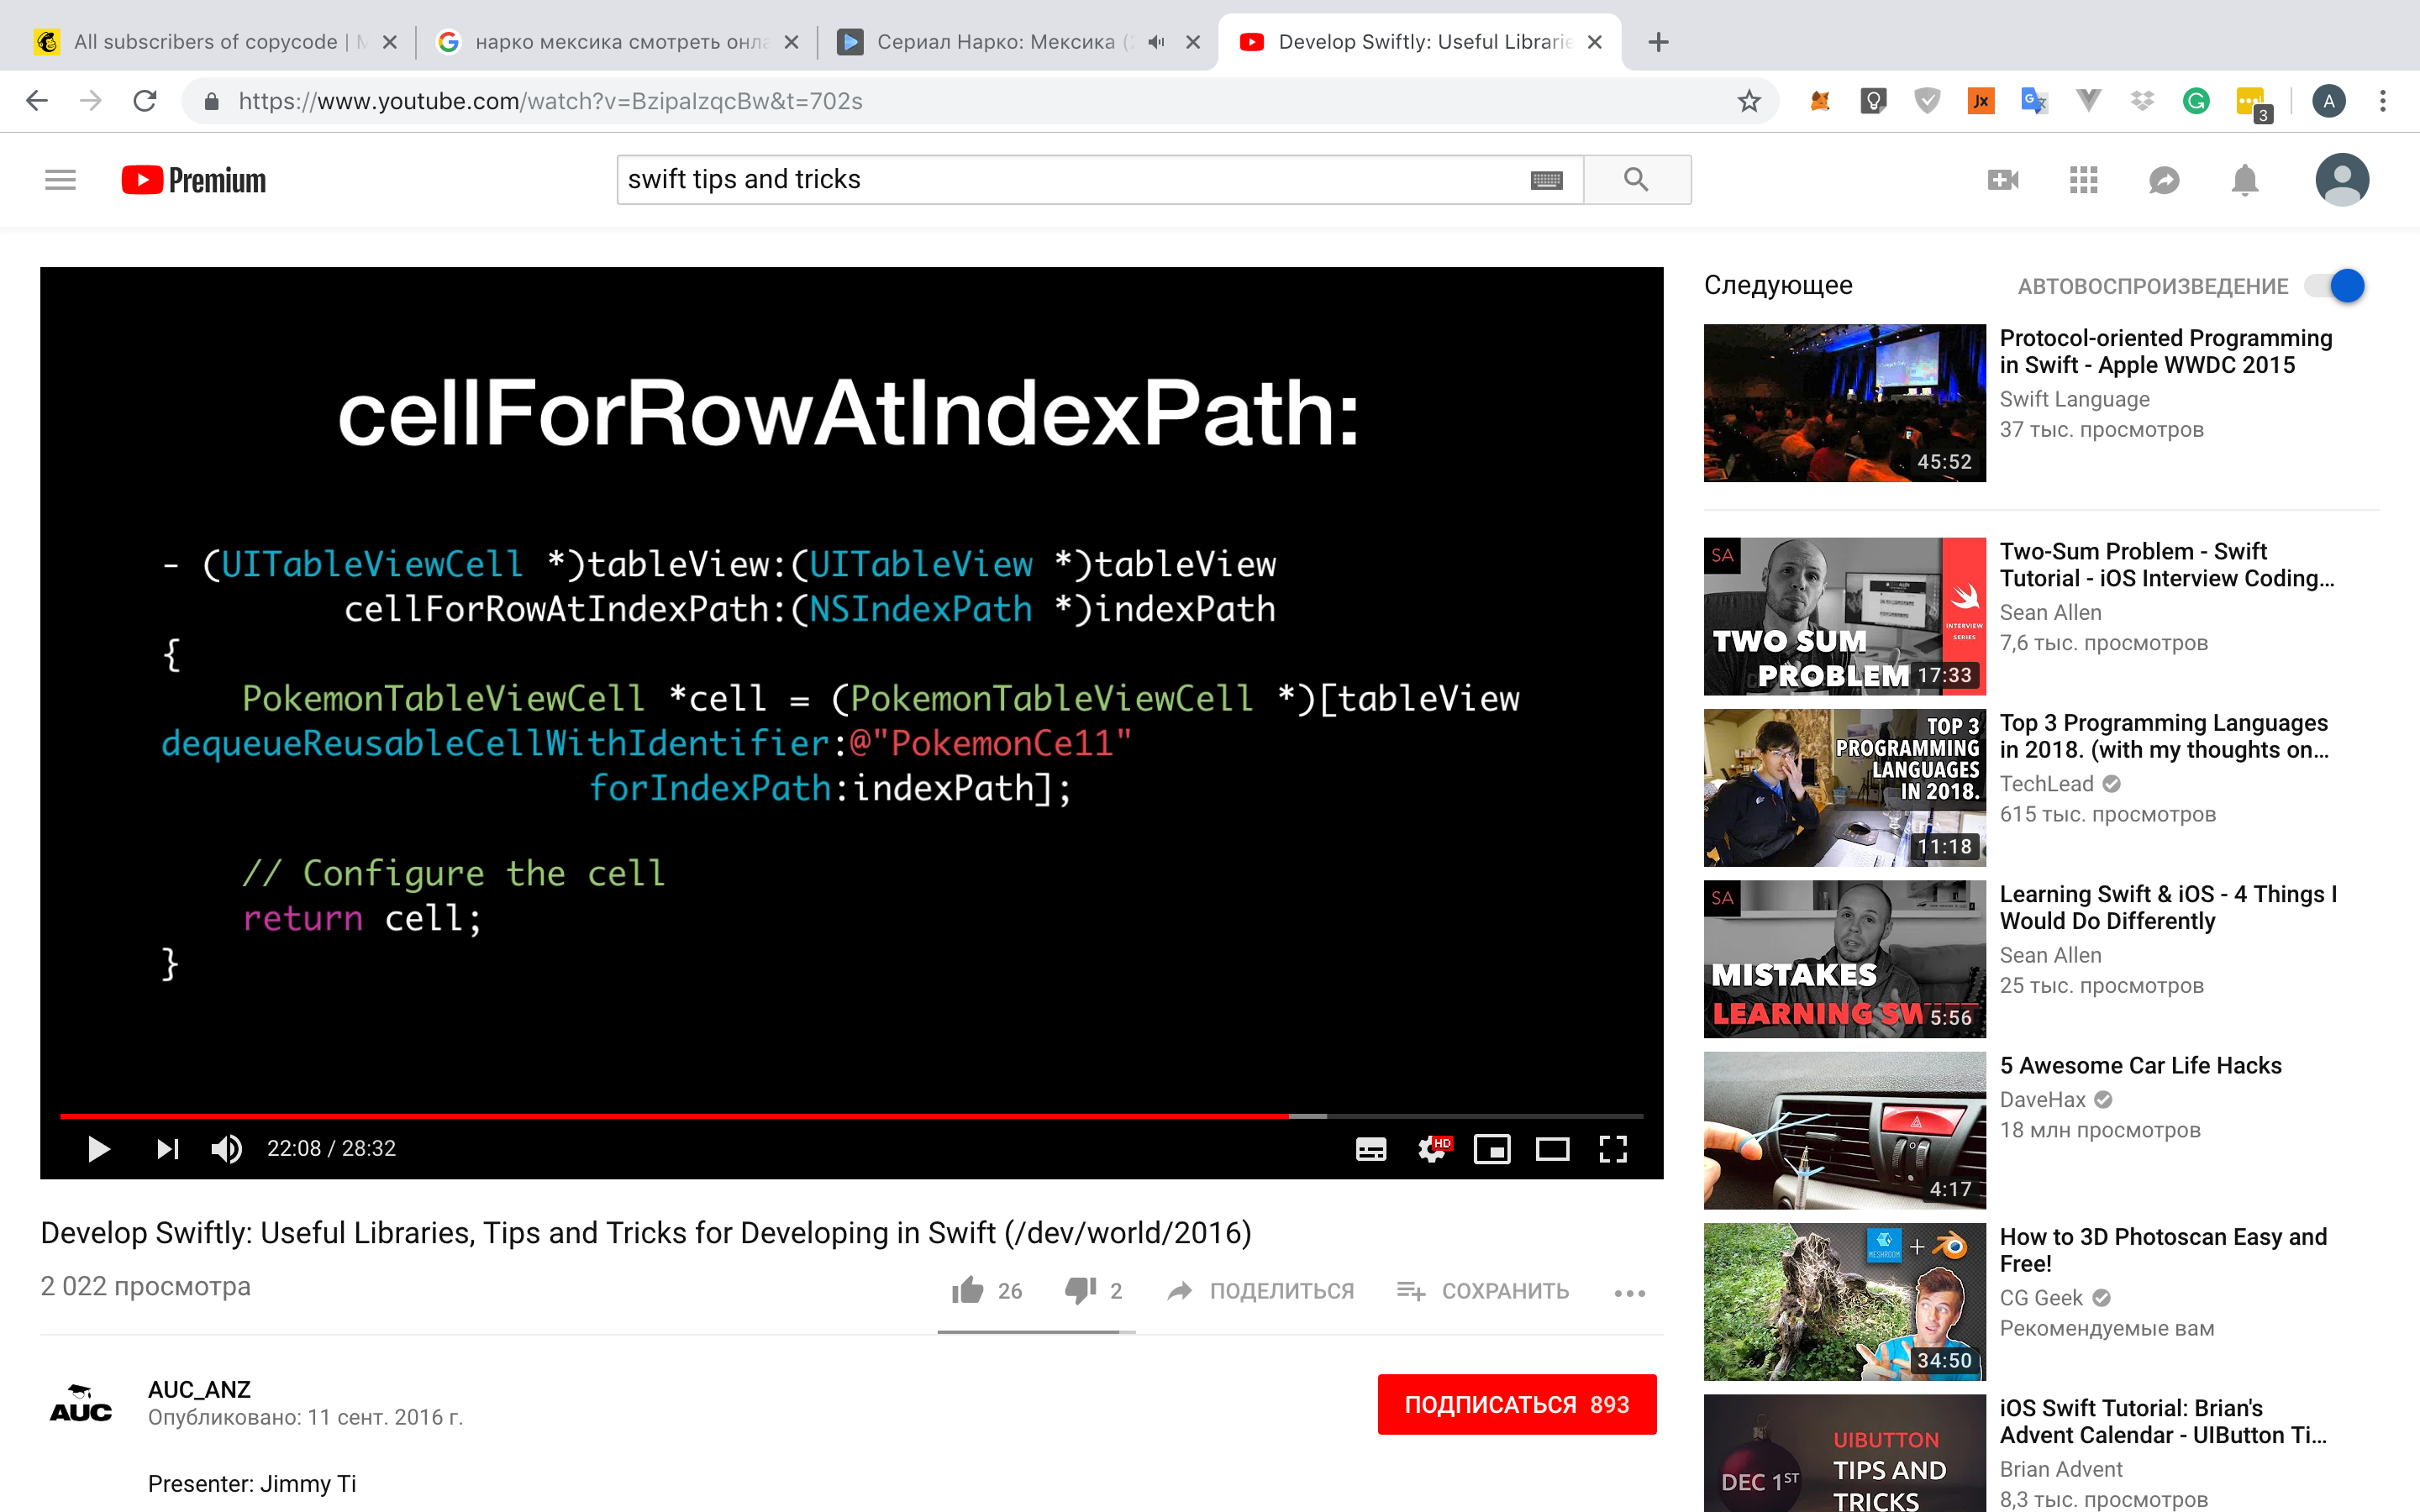 All subscribers of copycode | M
нарко мексика смотреть онла
Сериал Нарко: Мексика (
Develop Swiftly: Useful Librarie
https://www.youtube.com/watch?v=BzipaIzqcBw&t=702s
Jx
G
3
A
Premium
swift tips and tricks
cellForRowAtIndexPath:
- (UITableViewCell *)tableView:(UITableView *)tableView
cellForRowAtIndexPath:(NSIndexPath *)indexPath
{
PokemonTableViewCell *cell = (PokemonTableViewCell *)[tableView
dequeueReusableCellWithIdentifier:@"PokemonCe11"
forIndexPath:indexPath];
// Configure the cell
return cell;
}
22:08 / 28:32
HD
Develop Swiftly: Useful Libraries, Tips and Tricks for Developing in Swift (/dev/world/2016)
2 022 просмотра
26
2
ПОДЕЛИТЬСЯ
СОХРАНИТЬ
AUC
AUC_ANZ
Опубликовано: 11 сент. 2016 г.
ПОДПИСАТЬСЯ 893
Presenter: Jimmy Ti
Следующее
АВТОВОСПРОИЗВЕДЕНИЕ
45:52
Protocol-oriented Programming
in Swift - Apple WWDC 2015
Swift Language
37 тыс. просмотров
SA
INTERVIEW
SERIES
TWO SUM
PROBLEM
17:33
Two-Sum Problem - Swift
Tutorial - iOS Interview Coding...
Sean Allen
7,6 тыс. просмотров
TOP 3
PROGRAMMING
LANGUAGES
IN 2018.
11:18
Top 3 Programming Languages
in 2018. (with my thoughts on...
TechLead
615 тыс. просмотров
SA
MISTAKES
LEARNING SW
5:56
Learning Swift & iOS - 4 Things I
Would Do Differently
Sean Allen
25 тыс. просмотров
4:17
5 Awesome Car Life Hacks
DaveHax
18 млн просмотров
MESHROOM
+
34:50
How to 3D Photoscan Easy and
Free!
CG Geek
Рекомендуемые вам
DEC 1ST
UIBUTTON
TIPS AND
TRICKS
iOS Swift Tutorial: Brian's
Advent Calendar - UIButton Ti...
Brian Advent
8,3 тыс. просмотров